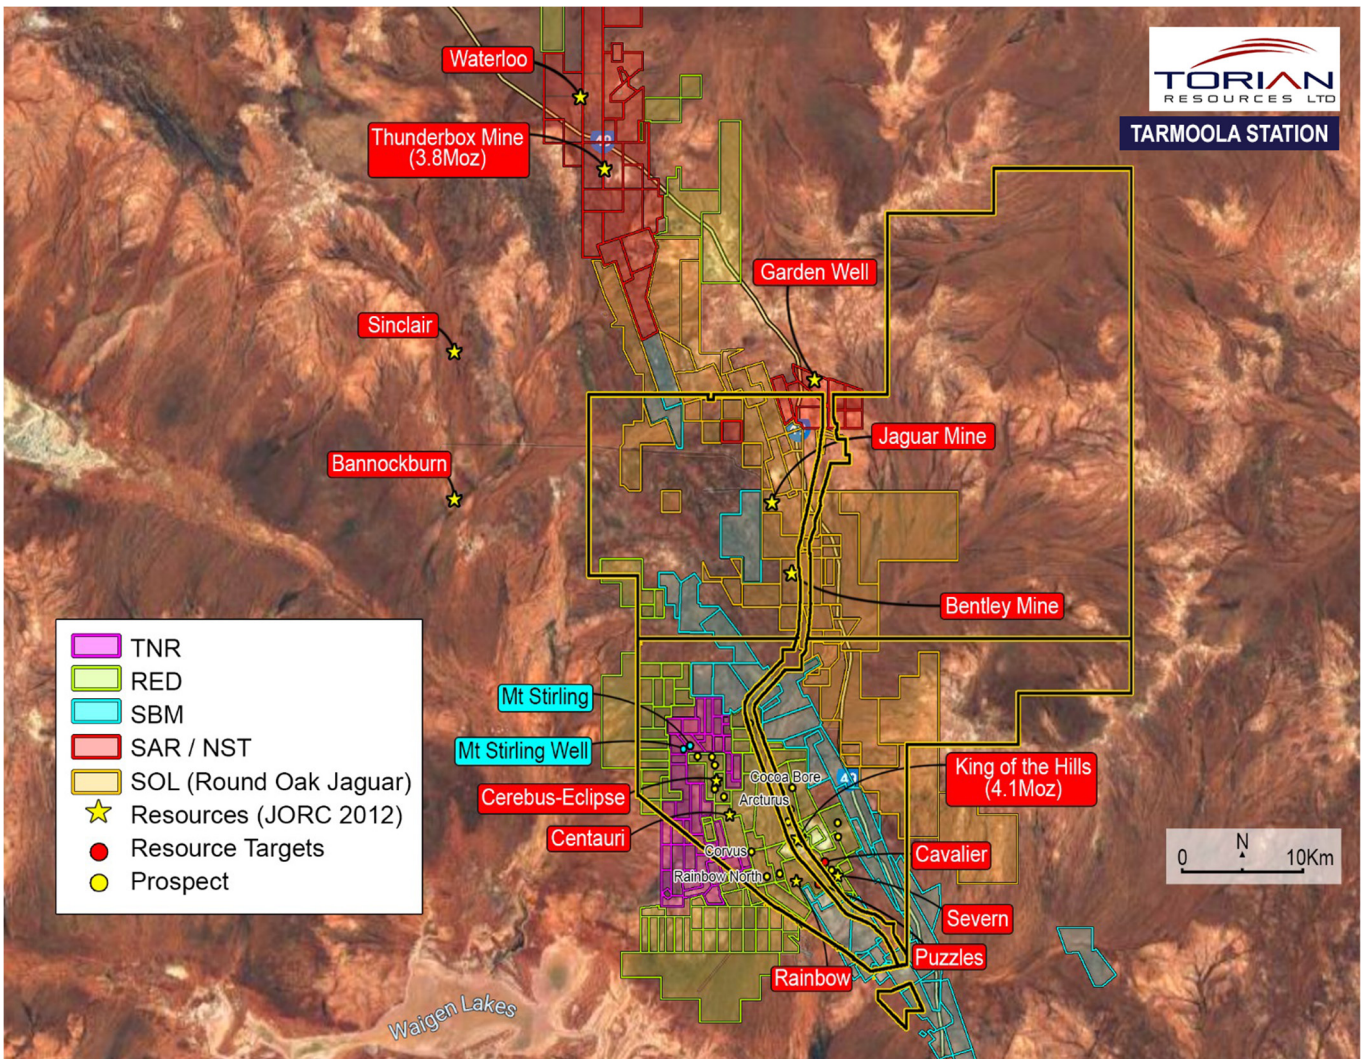 TORIAN
RESOURCES LTD
TARMOOLA STATION
Waterloo
Thunderbox Mine
(3.8Moz)
Garden Well
Sinclair
Jaguar Mine
Bannockburn
Bentley Mine
TNR
RED
SBM
SAR / NST
SOL (Round Oak Jaguar)
Resources (JORC 2012)
Resource Targets
Prospect
Mt Stirling
Mt Stirling Well
Cerebus-Eclipse
Centauri
Cocoa Bore
Arcturus
40
King of the Hills
(4.1Moz)
Corvus
Rainbow North
Cavalier
Severn
Puzzles
Rainbow
N
0 10Km
Waigen Lakes